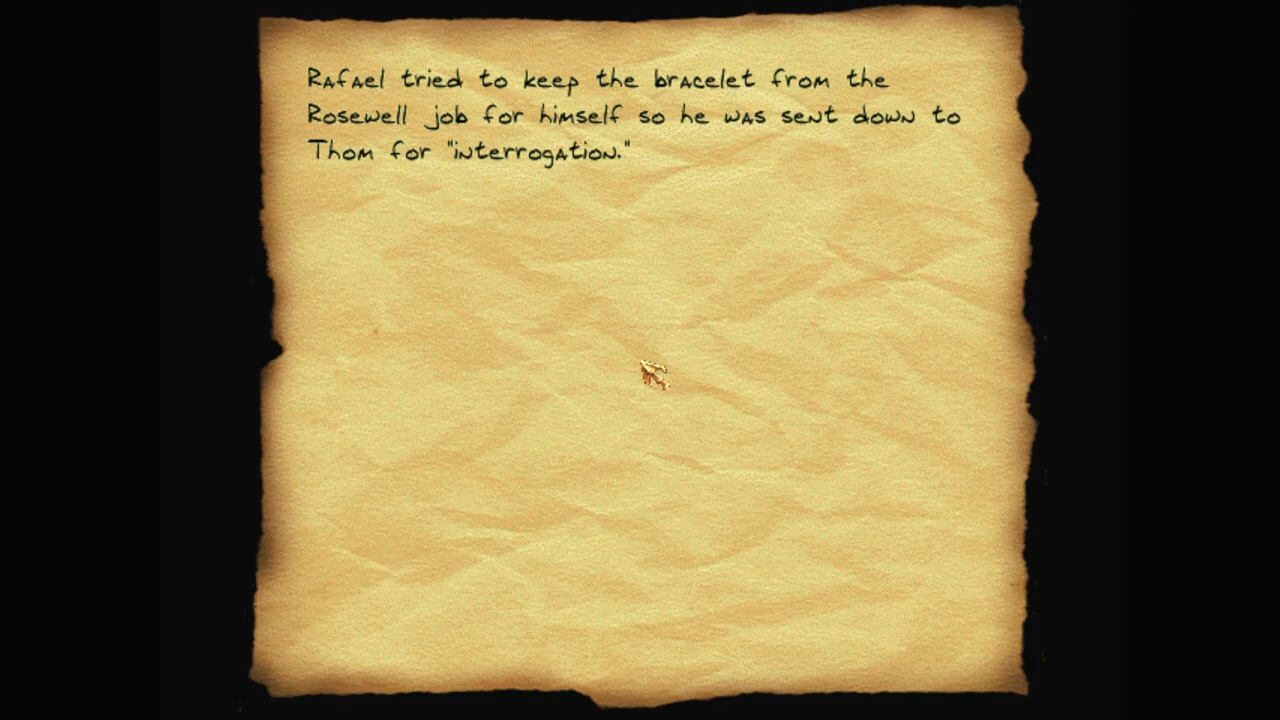 Rafael tried to keep the bracelet from the
Rosewell job for himself so he was sent down to
Thom for "interrogation."